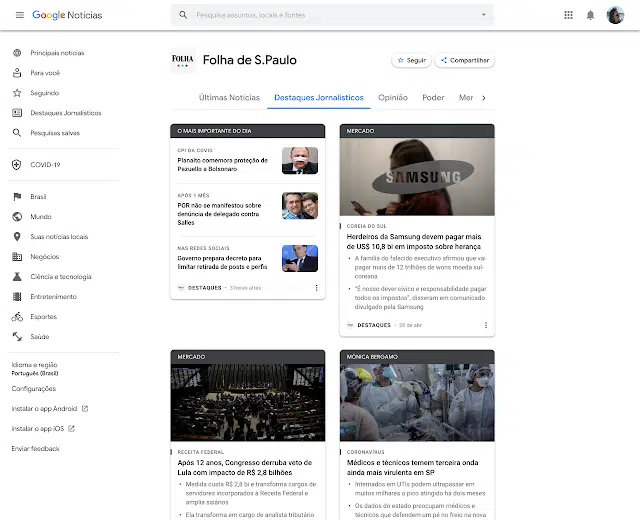 Google Notícias
Pesquise assuntos, locais e fontes
Principais notícias
Para você
Seguindo
Destaques Jornalísticos
Pesquisas salvas
COVID-19
Brasil
Mundo
Suas notícias locais
Negócios
Ciência e tecnologia
Entretenimento
Esportes
Saúde
Idioma e região
Português (Brasil)
Configurações
Instalar o app Android
Instalar o app iOS
Enviar feedback
FOLHA
Folha de S.Paulo
Seguir
Compartilhar
Últimas Notícias
Destaques Jornalísticos
Opinião
Poder
Mer
O MAIS IMPORTANTE DO DIA
CPI DA COVID
Planalto comemora proteção de
Pazuello a Bolsonaro
APÓS 1 MÊS
PGR não se manifestou sobre
denúncia de delegado contra
Salles
NAS REDES SOCIAIS
Governo prepara decreto para
limitar retirada de posts e perfis
DESTAQUES • 3 horas atrás
MERCADO
SAMSUNG
COREIA DO SUL
Herdeiros da Samsung devem pagar mais
de US$ 10,8 bi em imposto sobre herança
• A família do falecido executivo afirmou que vai
pagar mais de 12 trilhões de wons moeda sul-
coreana
• "É nosso dever cívico e responsabilidade pagar
todos os impostos", disseram em comunicado
divulgado pela Samsung
DESTAQUES • 28 de abr
MERCADO
RECEITA FEDERAL
Após 12 anos, Congresso derruba veto de
Lula com impacto de R$ 2,8 bilhões
• Medida custa R$ 2,8 bi e transforma cargos de
servidores incorporados à Receita Federal e
amplia salários
• Ela transforma em cargo de analista tributário
MÔNICA BERGAMO
CORONAVÍRUS
Médicos e técnicos temem terceira onda
ainda mais virulenta em SP
• Internados em UTIs podem ultrapassar em
muitos milhares o pico atingido há dois meses
• Os dados do estado preocupam médicos e
técnicos que defendem um pé no freio na nova